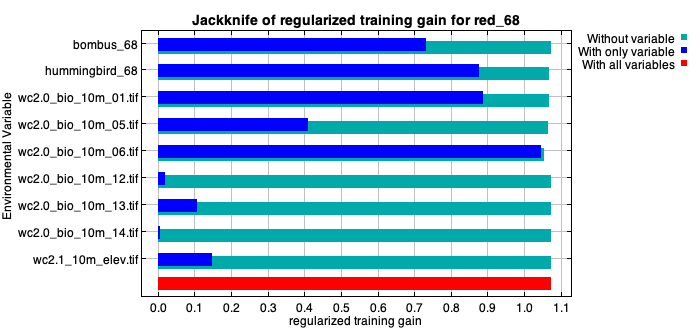 Jackknife of regularized training gain for red_68
Without variable
With only variable
With all variables
Environmental Variable
bombus_68
hummingbird_68
wc2.0_bio_10m_01.tif
wc2.0_bio_10m_05.tif
wc2.0_bio_10m_06.tif
wc2.0_bio_10m_12.tif
wc2.0_bio_10m_13.tif
wc2.0_bio_10m_14.tif
wc2.1_10m_elev.tif
0.0 0.1 0.2 0.3 0.4 0.5 0.6 0.7 0.8 0.9 1.0 1.1
regularized training gain